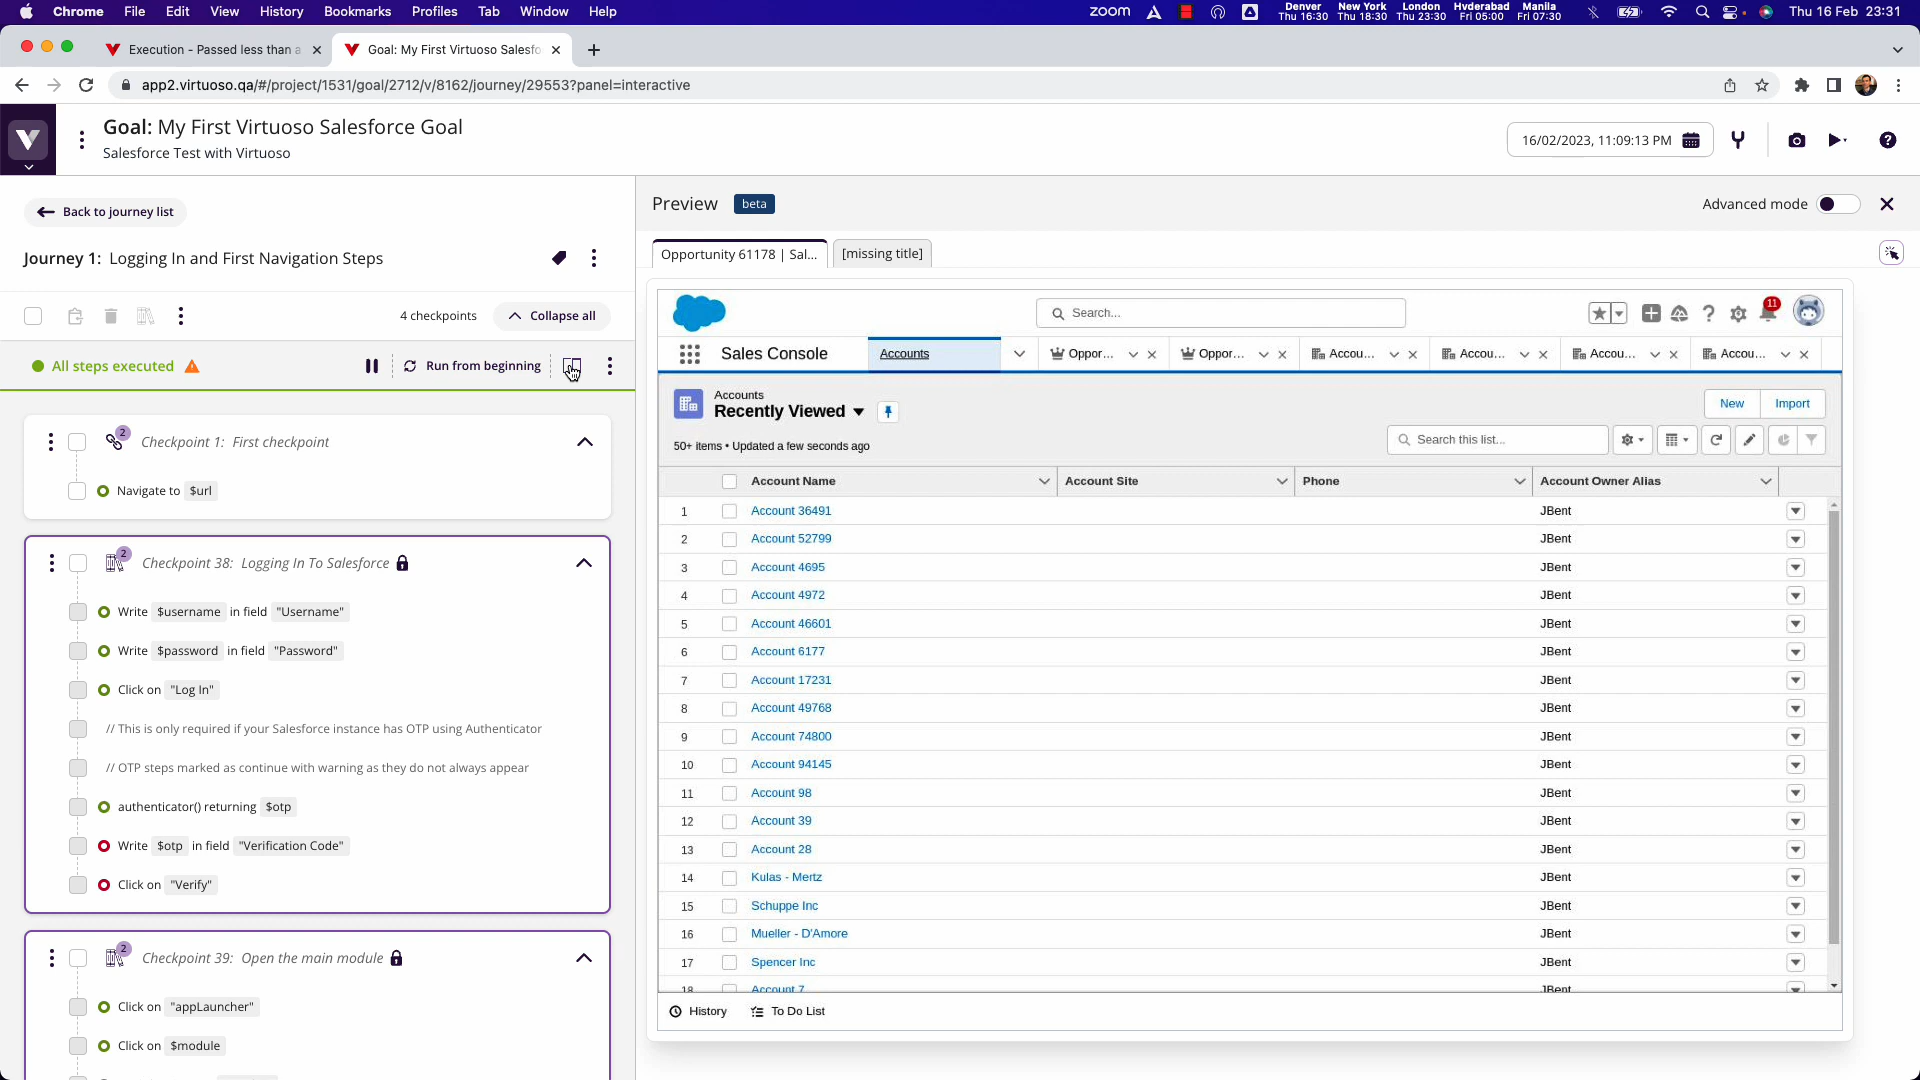 Chrome File Edit View History Bookmarks Profiles Tab Window Help
zoom
Denver Thu 16:30
New York Thu 18:30
London Thu 23:30
Hyderabad Fri 05:00
Manila Fri 07:30
Thu 16 Feb 23:31
Execution - Passed less than a
Goal: My First Virtuoso Salesfo
app2.virtuoso.qa/#/project/1531/goal/2712/v/8162/journey/29553?panel=interactive
Goal: My First Virtuoso Salesforce Goal
Salesforce Test with Virtuoso
16/02/2023, 11:09:13 PM
Back to journey list
Journey 1: Logging In and First Navigation Steps
4 checkpoints
Collapse all
All steps executed
Run from beginning
2
Checkpoint 1: First checkpoint
Navigate to $url
2
Checkpoint 38: Logging In To Salesforce
Write $username in field "Username"
Write $password in field "Password"
Click on "Log In"
// This is only required if your Salesforce instance has OTP using Authenticator
// OTP steps marked as continue with warning as they do not always appear
authenticator() returning $otp
Write $otp in field "Verification Code"
Click on "Verify"
2
Checkpoint 39: Open the main module
Click on "appLauncher"
Click on $module
Preview beta
Advanced mode
Opportunity 61178 | Sal...
[missing title]
Search...
11
Sales Console
Accounts
Oppor...
Oppor...
Accou...
Accou...
Accou...
Accou...
Accounts
Recently Viewed
New
Import
50+ items • Updated a few seconds ago
Search this list...
Account Name Account Site Phone Account Owner Alias
1 Account 36491 JBent
2 Account 52799 JBent
3 Account 4695 JBent
4 Account 4972 JBent
5 Account 46601 JBent
6 Account 6177 JBent
7 Account 17231 JBent
8 Account 49768 JBent
9 Account 74800 JBent
10 Account 94145 JBent
11 Account 98 JBent
12 Account 39 JBent
13 Account 28 JBent
14 Kulas - Mertz JBent
15 Schuppe Inc JBent
16 Mueller - D'Amore JBent
17 Spencer Inc JBent
18 Account 7 JBent
History
To Do List